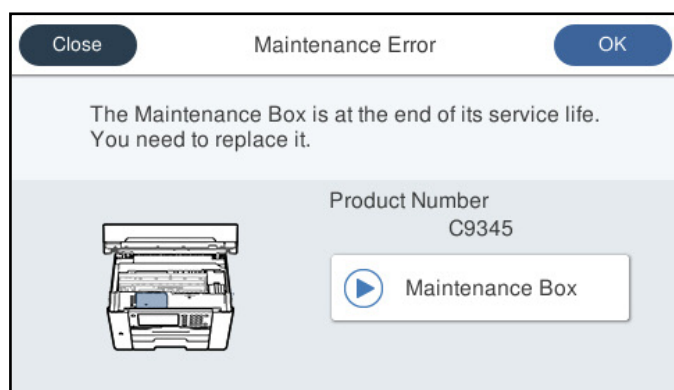 Close
Maintenance Error
OK
The Maintenance Box is at the end of its service life.
You need to replace it.
Product Number
C9345
Maintenance Box